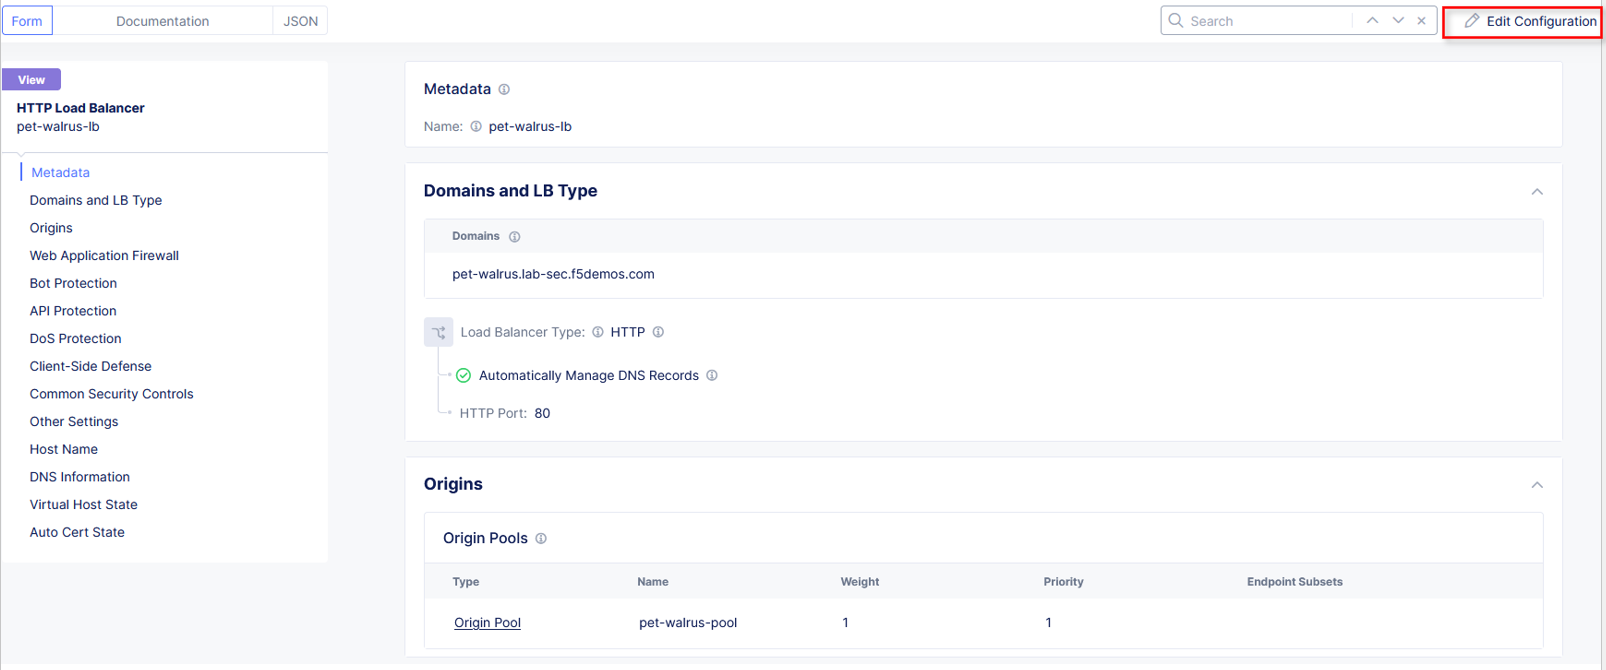 Form Documentation JSON Search Edit Configuration
View
HTTP Load Balancer
pet-walrus-lb
Metadata
Domains and LB Type
Origins
Web Application Firewall
Bot Protection
API Protection
DoS Protection
Client-Side Defense
Common Security Controls
Other Settings
Host Name
DNS Information
Virtual Host State
Auto Cert State
Metadata
Name: pet-walrus-lb
Domains and LB Type
Domains
pet-walrus.lab-sec.f5demos.com
Load Balancer Type: HTTP
Automatically Manage DNS Records
HTTP Port: 80
Origins
Origin Pools
Type Name Weight Priority Endpoint Subsets
Origin Pool pet-walrus-pool 1 1